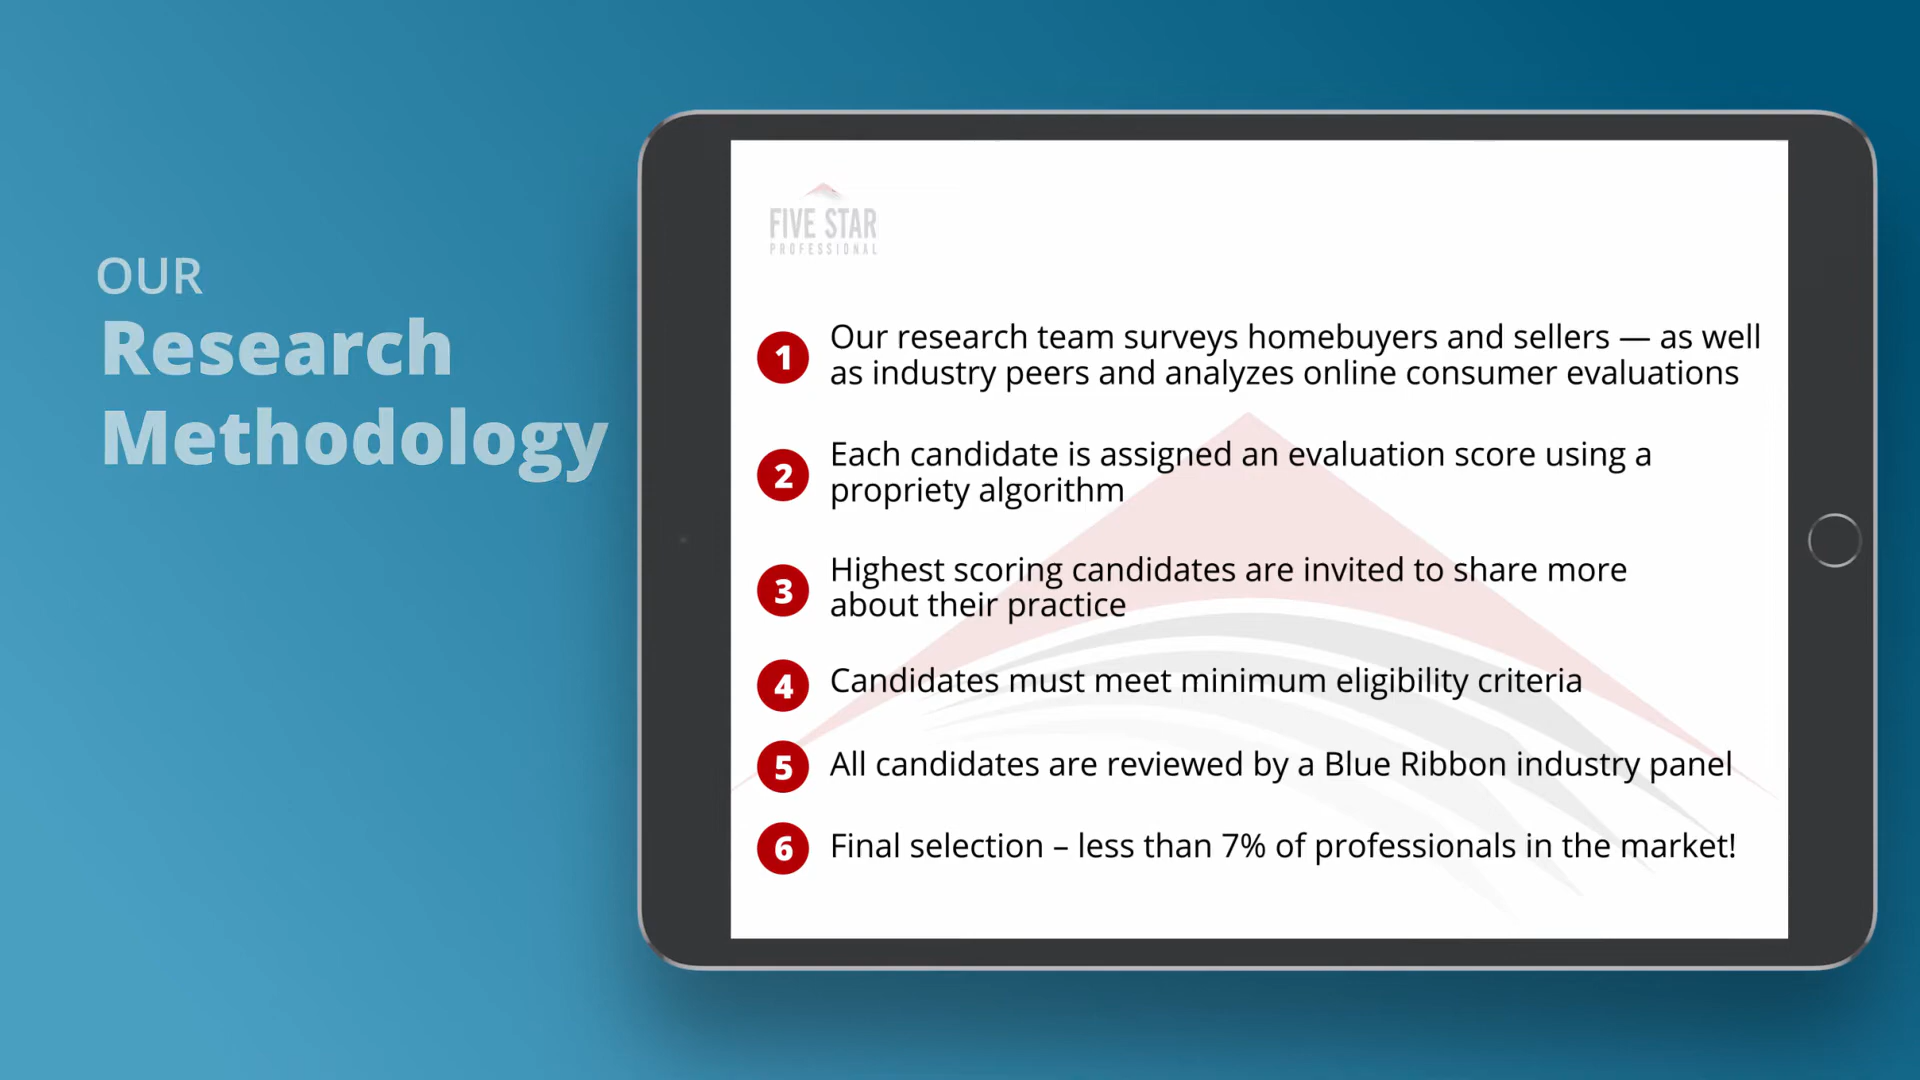 OUR
Research
Methodology
FIVE STAR
PROFESSIONAL
1 Our research team surveys homebuyers and sellers — as well
as industry peers and analyzes online consumer evaluations
2 Each candidate is assigned an evaluation score using a
propriety algorithm
3 Highest scoring candidates are invited to share more
about their practice
4 Candidates must meet minimum eligibility criteria
5 All candidates are reviewed by a Blue Ribbon industry panel
6 Final selection – less than 7% of professionals in the market!